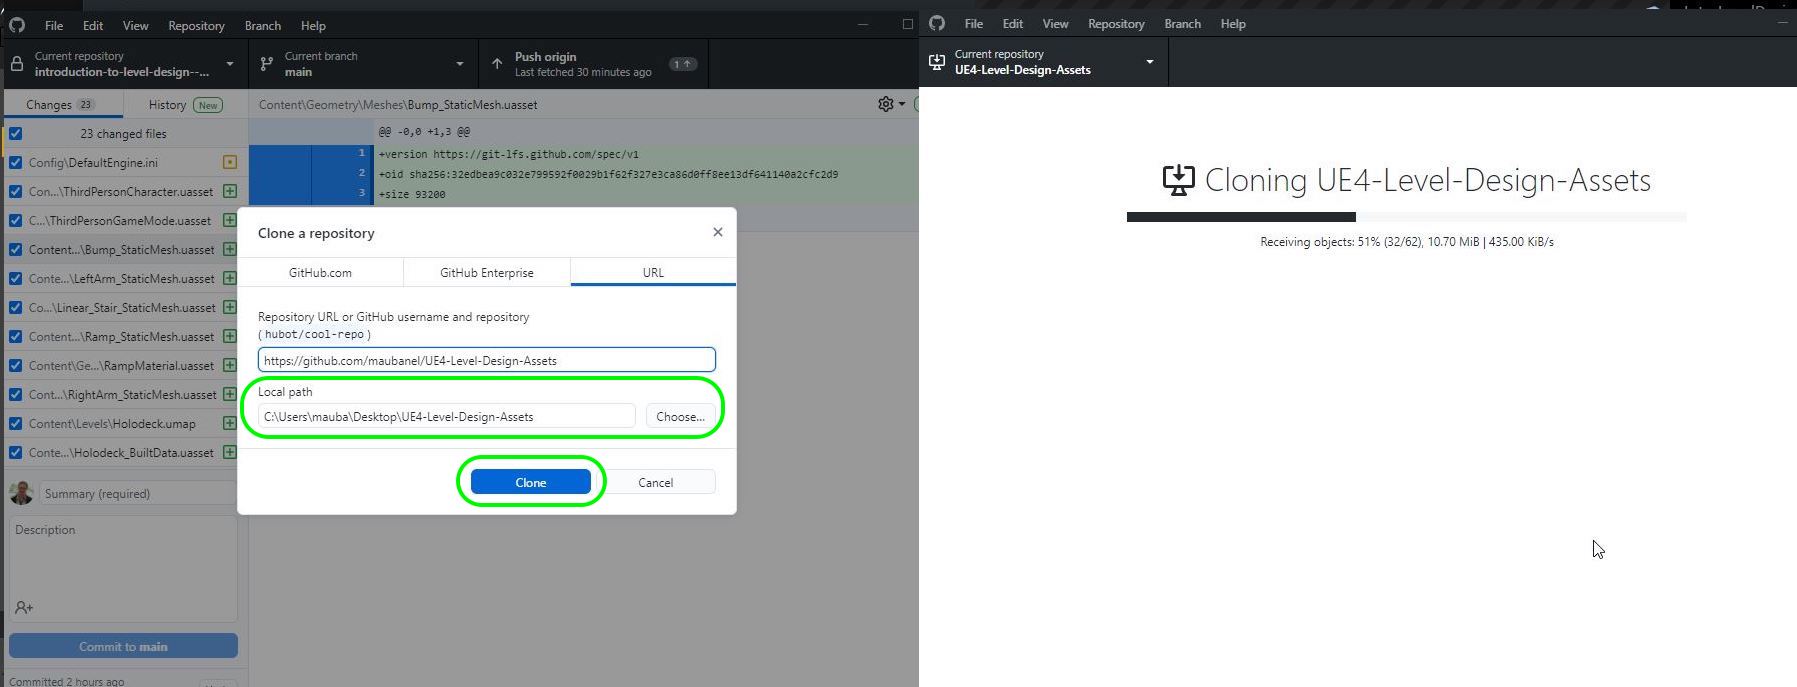 File Edit View Repository Branch Help
Current repository
introduction-to-level-design--...
Current branch
main
Push origin
Last fetched 30 minutes ago
1
Changes 23
History New
Content\Geometry\Meshes\Bump_StaticMesh.uasset
23 changed files
Config\DefaultEngine.ini
Con...\ThirdPersonCharacter.uasset
C...\ThirdPersonGameMode.uasset
Content...\Bump_StaticMesh.uasset
Conte...\LeftArm_StaticMesh.uasset
Co...\Linear_Stair_StaticMesh.uasset
Content...\Ramp_StaticMesh.uasset
Content\Ge...\RampMaterial.uasset
Cont...\RightArm_StaticMesh.uasset
Content\Levels\Holodeck.umap
Conte...\Holodeck_BuiltData.uasset
Summary (required)
Description
Commit to main
Committed 2 hours ago
@@ -0,0 +1,3 @@
1 +version https://git-lfs.github.com/spec/v1
2 +oid sha256:32edbea9c032e799592f0029b1f62f327e3ca86d0ff8ee13df641140a2cfc2d9
3 +size 93200
Clone a repository
GitHub.com
GitHub Enterprise
URL
Repository URL or GitHub username and repository
(hubot/cool-repo)
https://github.com/maubanel/UE4-Level-Design-Assets
Local path
C:\Users\mauba\Desktop\UE4-Level-Design-Assets
Choose...
Clone
Cancel
File Edit View Repository Branch Help
Current repository
UE4-Level-Design-Assets
Cloning UE4-Level-Design-Assets
Receiving objects: 51% (32/62), 10.70 MiB | 435.00 KiB/s